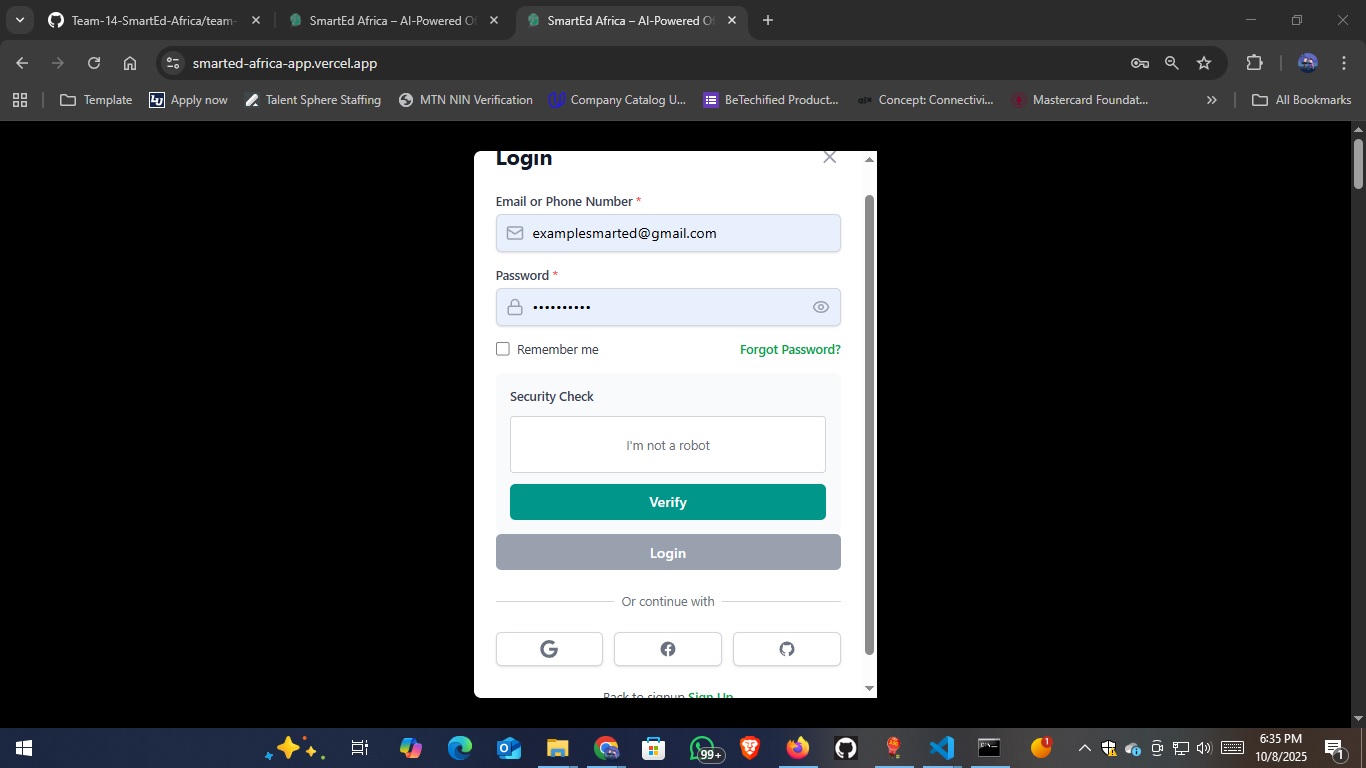 Team-14-SmartEd-Africa/team-
SmartEd Africa – AI-Powered Of
SmartEd Africa – AI-Powered Of
smarted-africa-app.vercel.app
Template
Apply now
Talent Sphere Staffing
MTN NIN Verification
Company Catalog U...
BeTechified Product...
Concept: Connectivi...
Mastercard Foundat...
All Bookmarks
Login
Email or Phone Number *
examplesmarted@gmail.com
Password *
••••••••••
Remember me
Forgot Password?
Security Check
I'm not a robot
Verify
Login
Or continue with
Back to signup Sign Up
99+
1
6:35 PM
10/8/2025
1